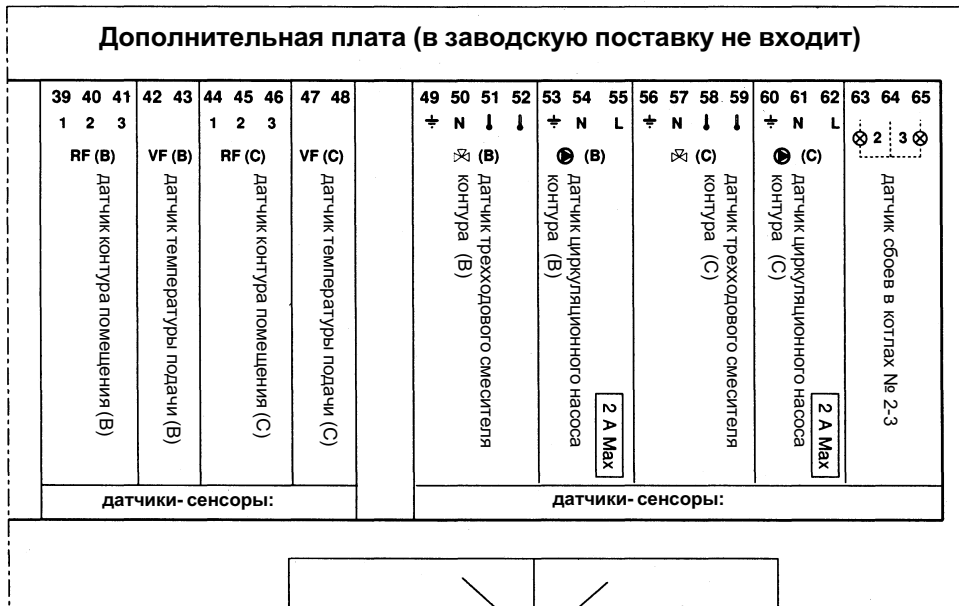 Дополнительная плата (в заводскую поставку не входит)
39 40 41 42 43 44 45 46 47 48 49 50 51 52 53 54 55 56 57 58 59 60 61 62 63 64 65
1 2 3 1 2 3 N N L N N L
2 3
RF (B) VF (B) RF (C) VF (C) (B) (B) (C) (C)
датчик контура помещения (B)
датчик температуры подачи (B)
датчик контура помещения (C)
датчик температуры подачи (C)
датчик трехходового смесителя
контура (B)
датчик циркуляционного насоса
контура (B)
2 A Max
датчик трехходового смесителя
контура (C)
датчик циркуляционного насоса
контура (C)
2 A Max
датчик сбоев в котлах № 2-3
датчики- сенсоры:
датчики- сенсоры: